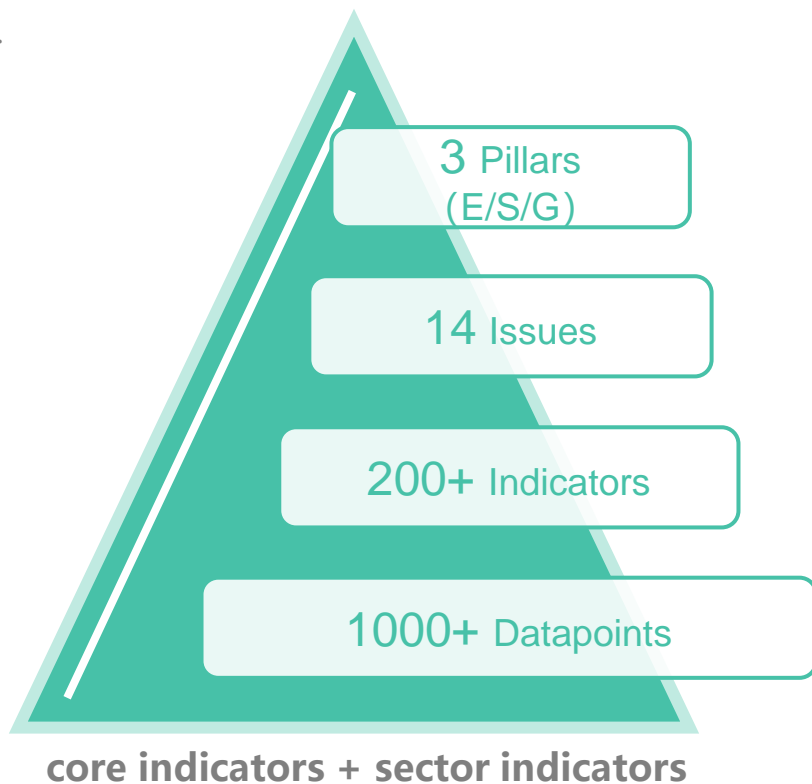 3 Pillars
(E/S/G)
14 Issues
200+ Indicators
1000+ Datapoints
core indicators + sector indicators